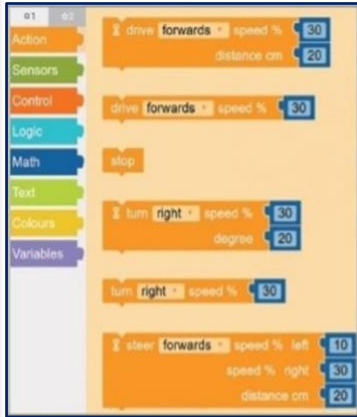 1 2
Action
Sensors
Control
Logic
Math
Text
Colours
Variables
drive forwards speed % 30
distance cm 20
drive forwards speed % 30
stop
turn right speed % 30
degree 20
turn right speed % 30
steer forwards speed % left 10
speed % right 30
distance cm 20